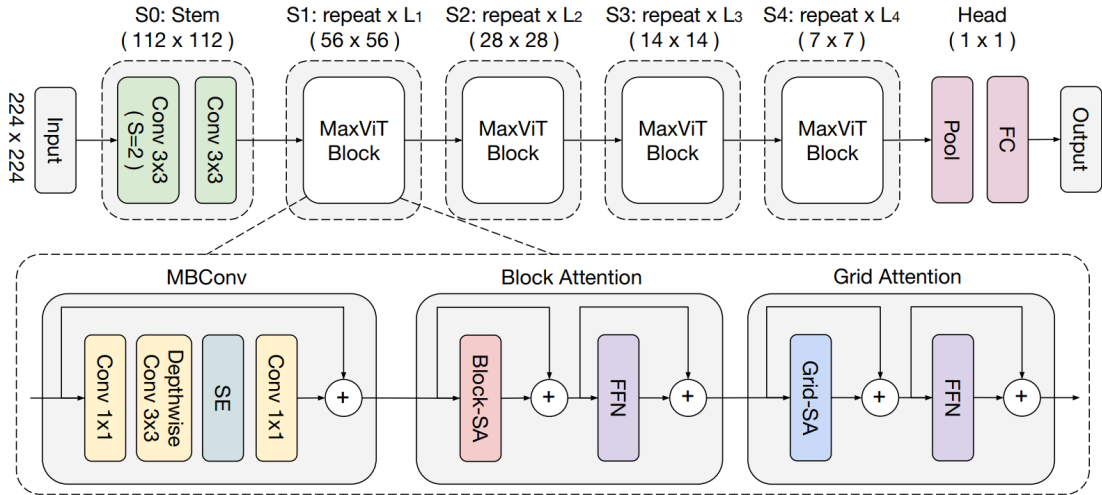 S0: Stem
( 112 x 112 )
S1: repeat x L₁
( 56 x 56 )
S2: repeat x L₂
( 28 x 28 )
S3: repeat x L₃
( 14 x 14 )
S4: repeat x L₄
( 7 x 7 )
Head
( 1 x 1 )
224 x 224
Input
Conv 3x3
( S=2 )
Conv 3x3
MaxViT
Block
MaxViT
Block
MaxViT
Block
MaxViT
Block
Pool
FC
Output
MBConv
Conv 1x1
Depthwise
Conv 3x3
SE
Conv 1x1
+
Block Attention
Block-SA
+
FFN
+
Grid Attention
Grid-SA
+
FFN
+